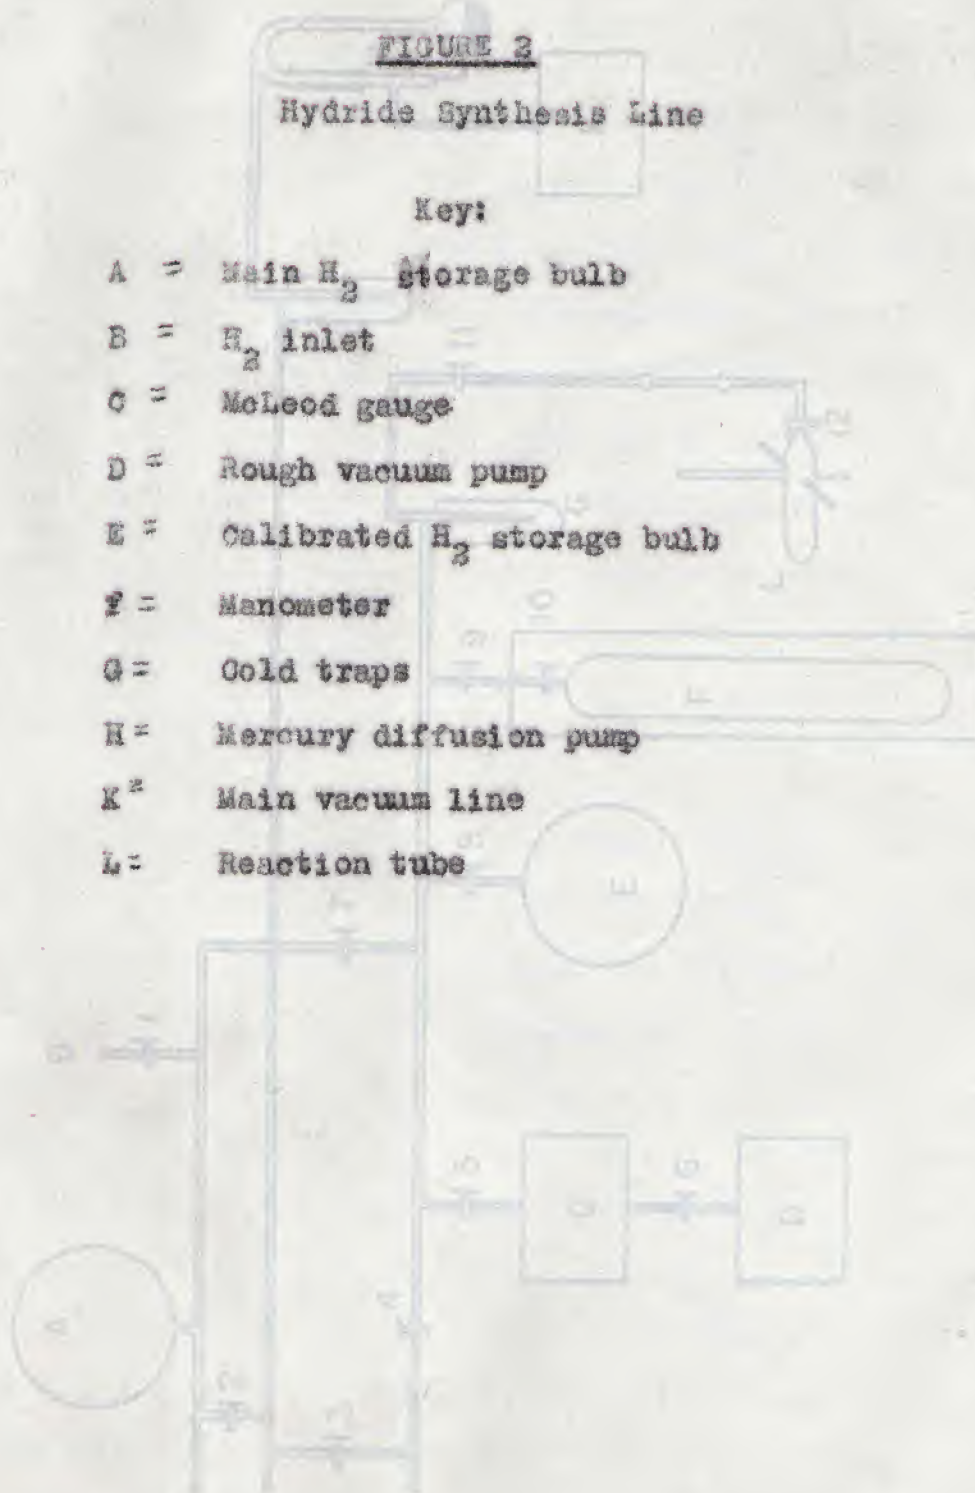 FIGURE 2
Hydride Synthesis Line
Key:
A = Main H2 storage bulb
B = H2 inlet
C = McLeod gauge
D = Rough vacuum pump
E = Calibrated H2 storage bulb
f = Manometer
G = Cold traps
H = Mercury diffusion pump
K = Main vacuum line
L = Reaction tube